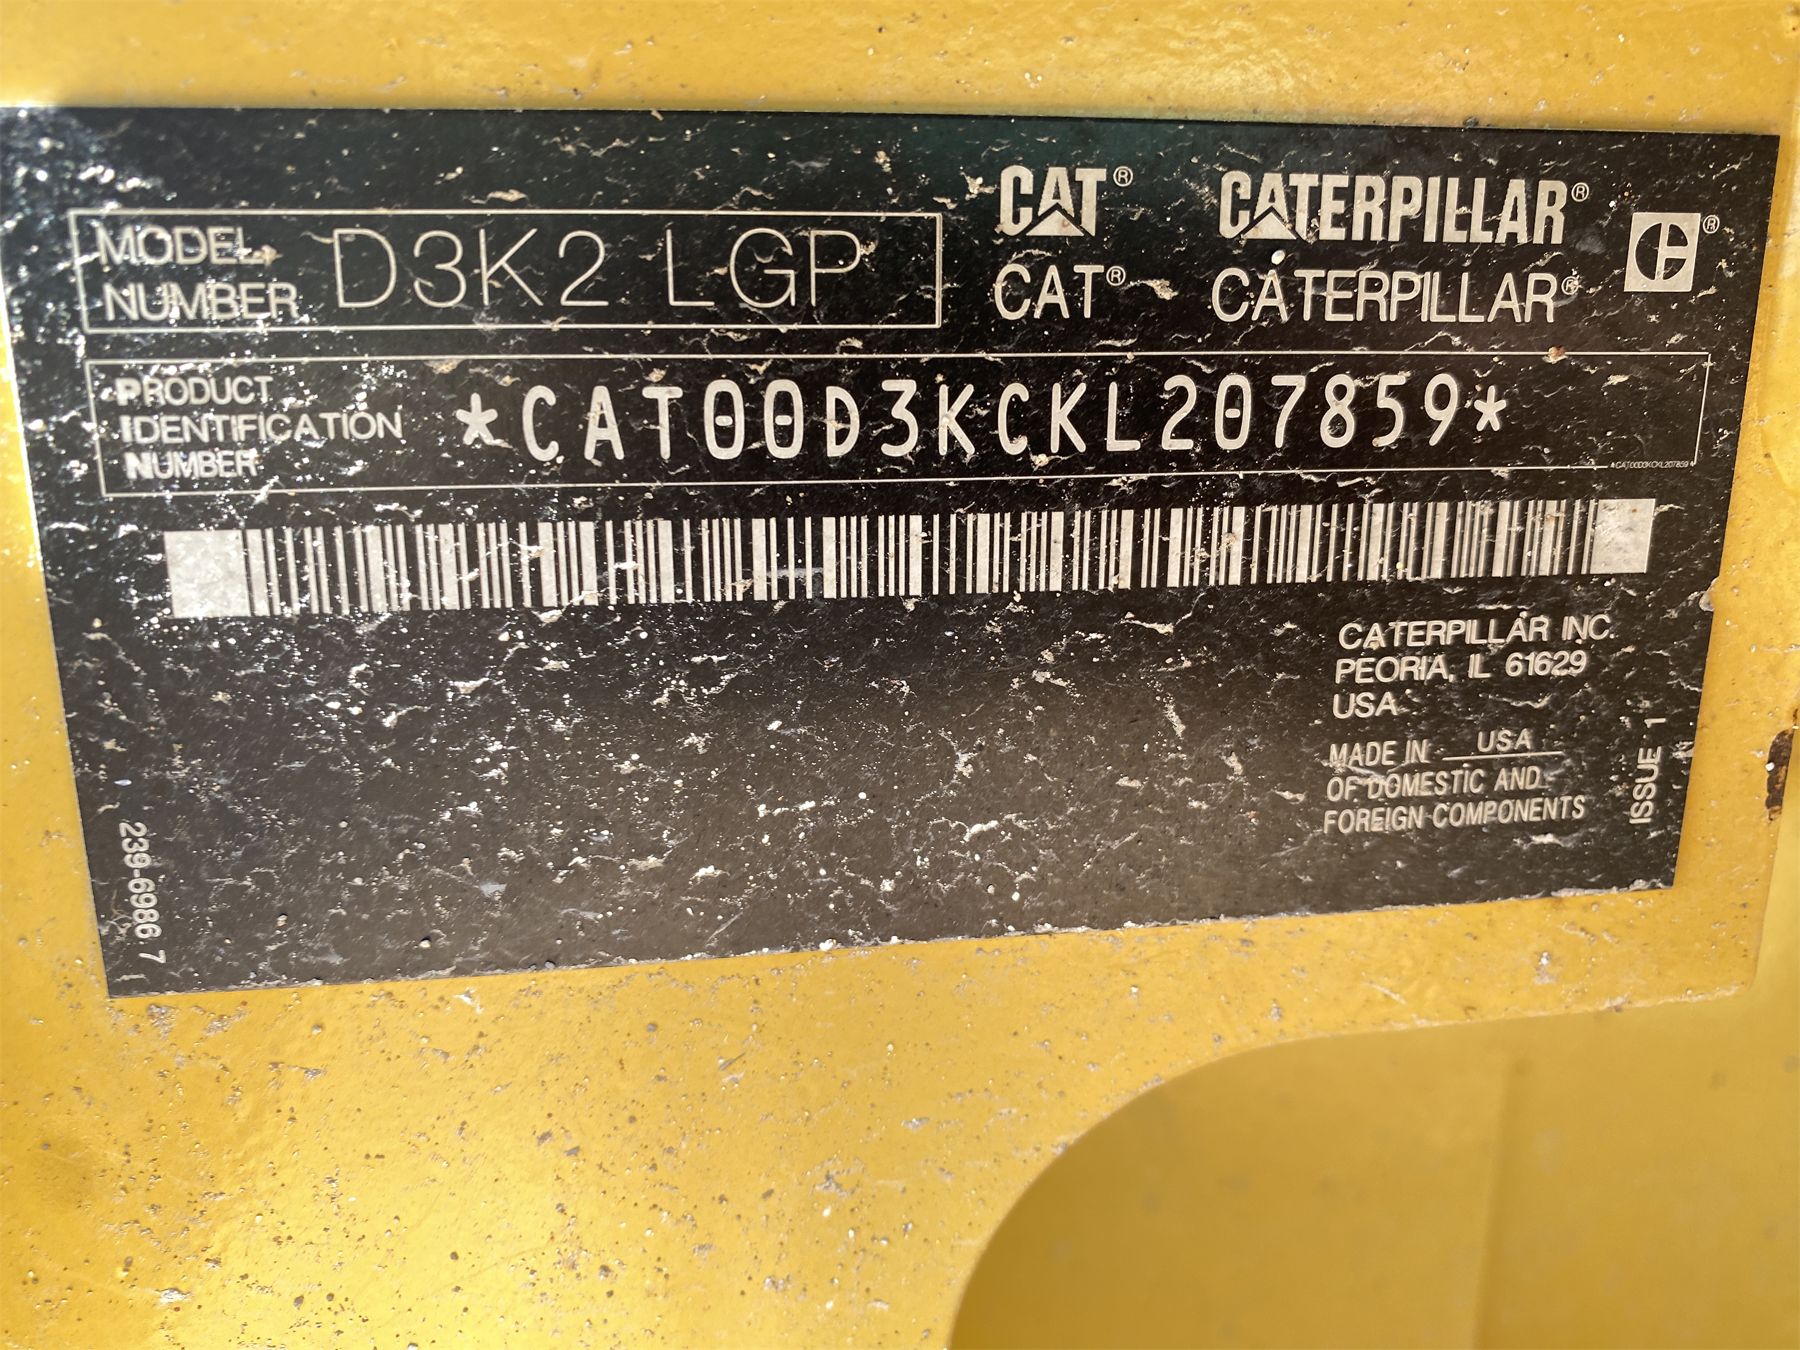 MODEL NUMBER D3K2 LGP
CAT® CATERPILLAR®
CAT® CATERPILLAR®
PRODUCT IDENTIFICATION NUMBER *CAT00D3KCKL207859*
*CAT00D3KCKL207859*
CATERPILLAR INC.
PEORIA, IL 61629
USA
MADE IN USA
OF DOMESTIC AND
FOREIGN COMPONENTS
ISSUE 1
239-6986 7